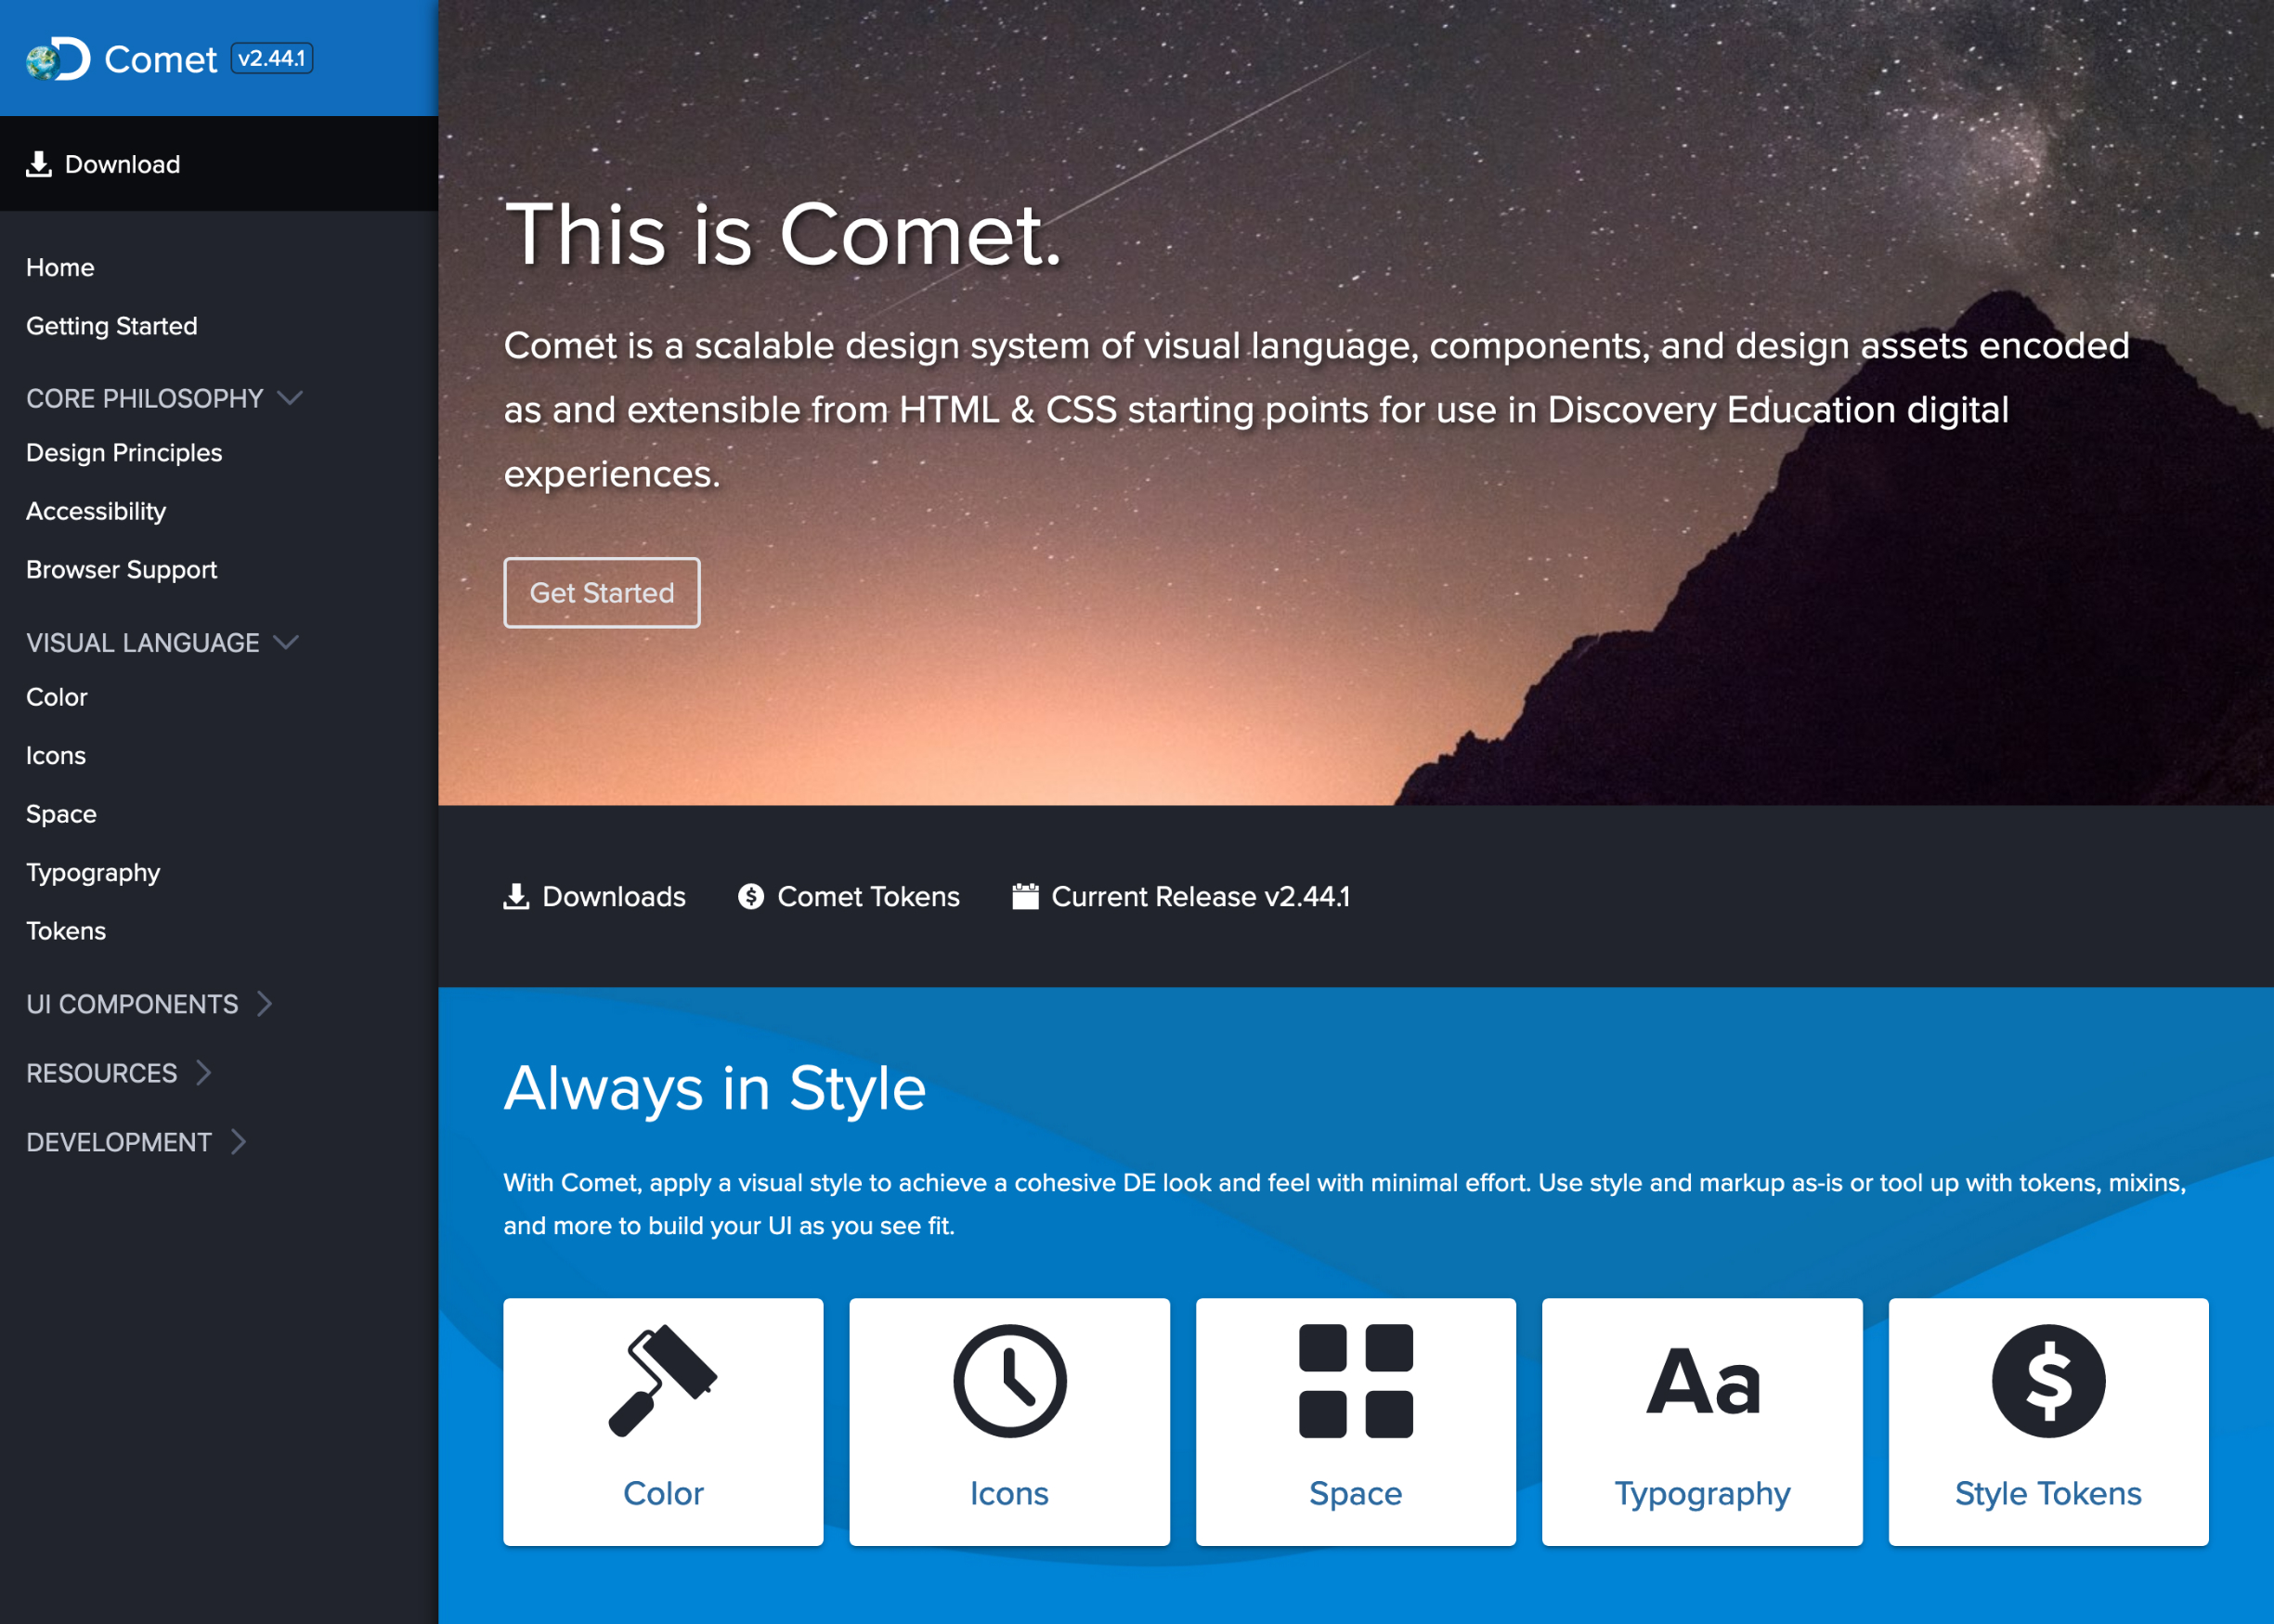 Comet v2.44.1
Download
Home
Getting Started
CORE PHILOSOPHY
Design Principles
Accessibility
Browser Support
VISUAL LANGUAGE
Color
Icons
Space
Typography
Tokens
UI COMPONENTS
RESOURCES
DEVELOPMENT
This is Comet.
Comet is a scalable design system of visual language, components, and design assets encoded
as and extensible from HTML & CSS starting points for use in Discovery Education digital
experiences.
Get Started
Downloads
Comet Tokens
Current Release v2.44.1
Always in Style
With Comet, apply a visual style to achieve a cohesive DE look and feel with minimal effort. Use style and markup as-is or tool up with tokens, mixins,
and more to build your UI as you see fit.
Color
Icons
Space
Aa
Typography
$
Style Tokens